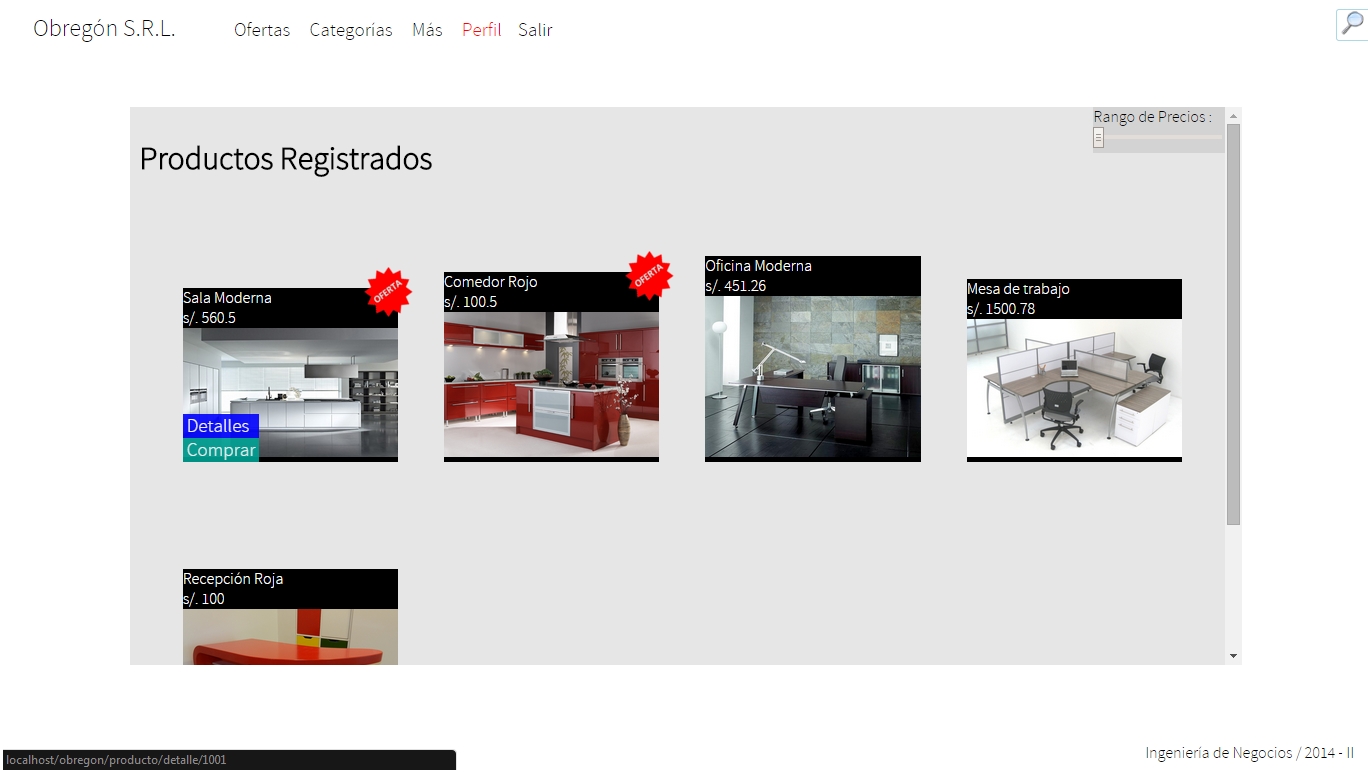 Obregón S.R.L.
Ofertas Categorías Más Perfil Salir
Rango de Precios :
Productos Registrados
Sala Moderna
s/. 560.5
OFERTA
Detalles
Comprar
Comedor Rojo
s/. 100.5
OFERTA
Oficina Moderna
s/. 451.26
Mesa de trabajo
s/. 1500.78
Recepción Roja
s/. 100
localhost/obregon/producto/detalle/1001
Ingeniería de Negocios / 2014 - II